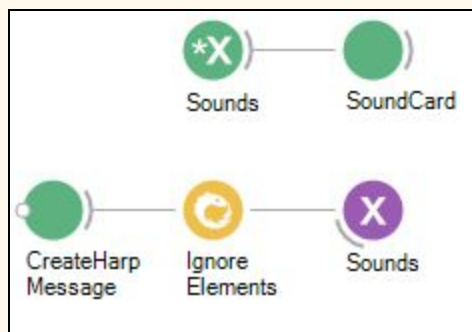 *X
Sounds
SoundCard
X
CreateHarp
Message
Ignore
Elements
Sounds